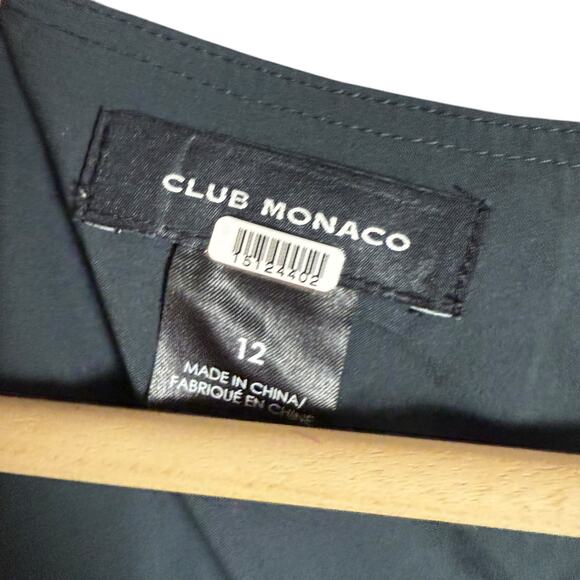 CLUB MONACO
15124402
12
MADE IN CHINA/
FABRIQUÉ EN CHINE